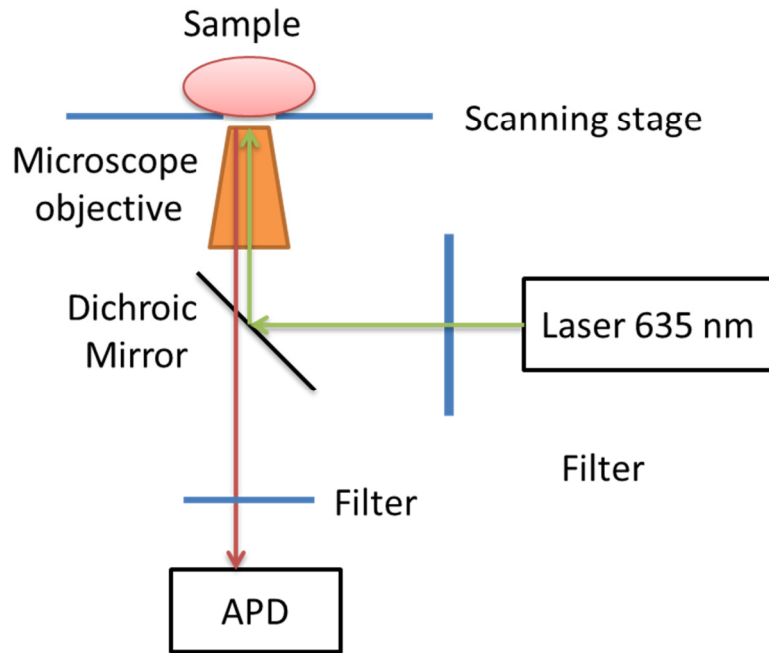 Sample
Scanning stage
Microscope
objective
Dichroic
Mirror
Laser 635 nm
Filter
Filter
APD